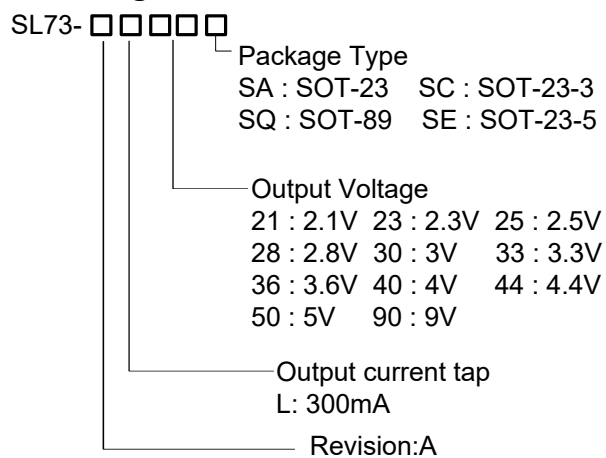 SL73- □□□□□
Package Type
SA : SOT-23 SC : SOT-23-3
SQ : SOT-89 SE : SOT-23-5
Output Voltage
21 : 2.1V 23 : 2.3V 25 : 2.5V
28 : 2.8V 30 : 3V 33 : 3.3V
36 : 3.6V 40 : 4V 44 : 4.4V
50 : 5V 90 : 9V
Output current tap
L: 300mA
Revision:A